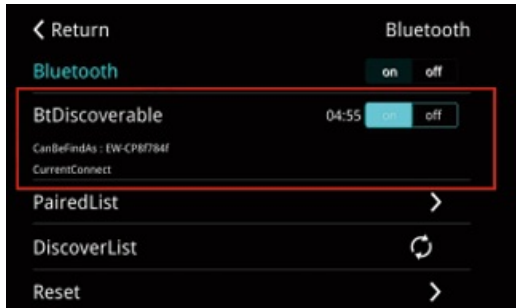 Return Bluetooth
Bluetooth on off
BtDiscoverable 04:55 on off
CanBeFindAs : EW-CP8f784f
CurrentConnect
PairedList
DiscoverList
Reset